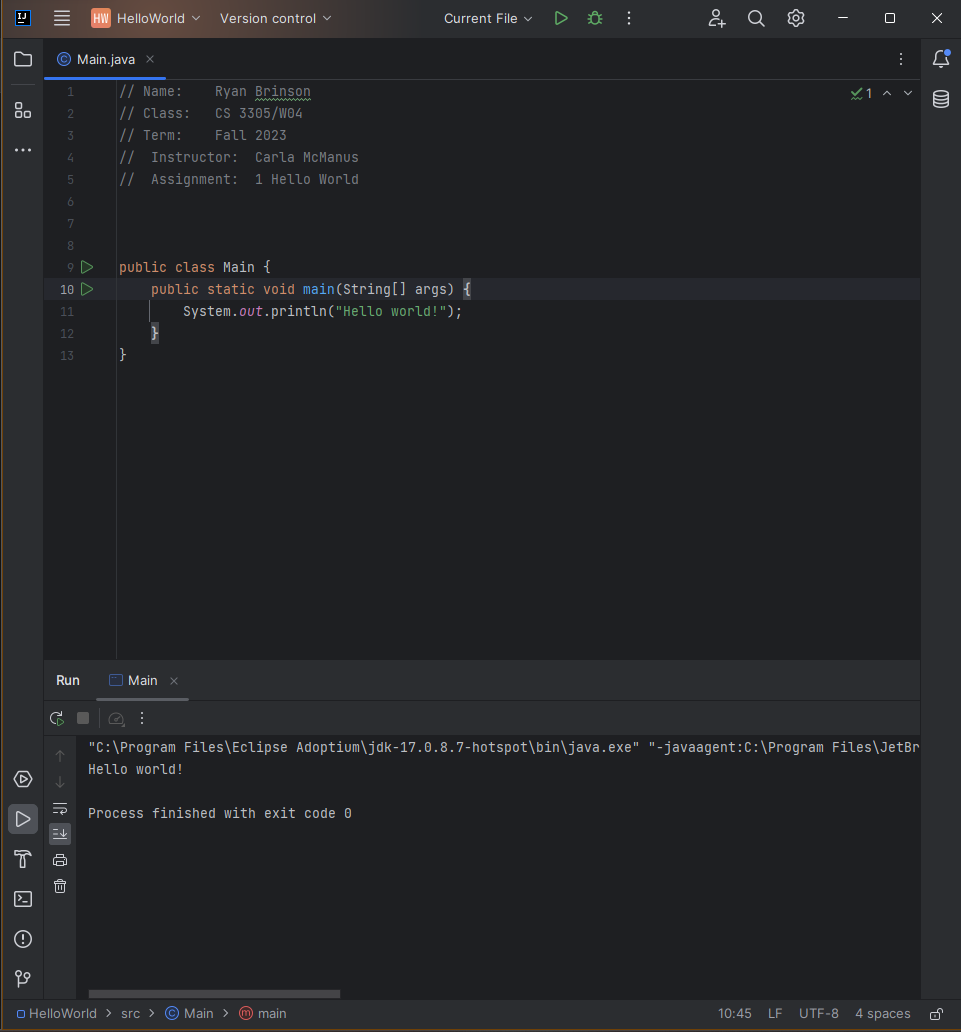 IJ HW HelloWorld Version control Current File
Main.java
1 // Name:    Ryan Brinson
2 // Class:   CS 3305/W04
3 // Term:    Fall 2023
4 //  Instructor:  Carla McManus
5 //  Assignment:  1 Hello World
6
7
8
9 public class Main {
10     public static void main(String[] args) {
11         System.out.println("Hello world!");
12     }
13 }
1
Run Main
"C:\Program Files\Eclipse Adoptium\jdk-17.0.8.7-hotspot\bin\java.exe" "-javaagent:C:\Program Files\JetBr
Hello world!
Process finished with exit code 0
HelloWorld > src > Main > main 10:45 LF UTF-8 4 spaces